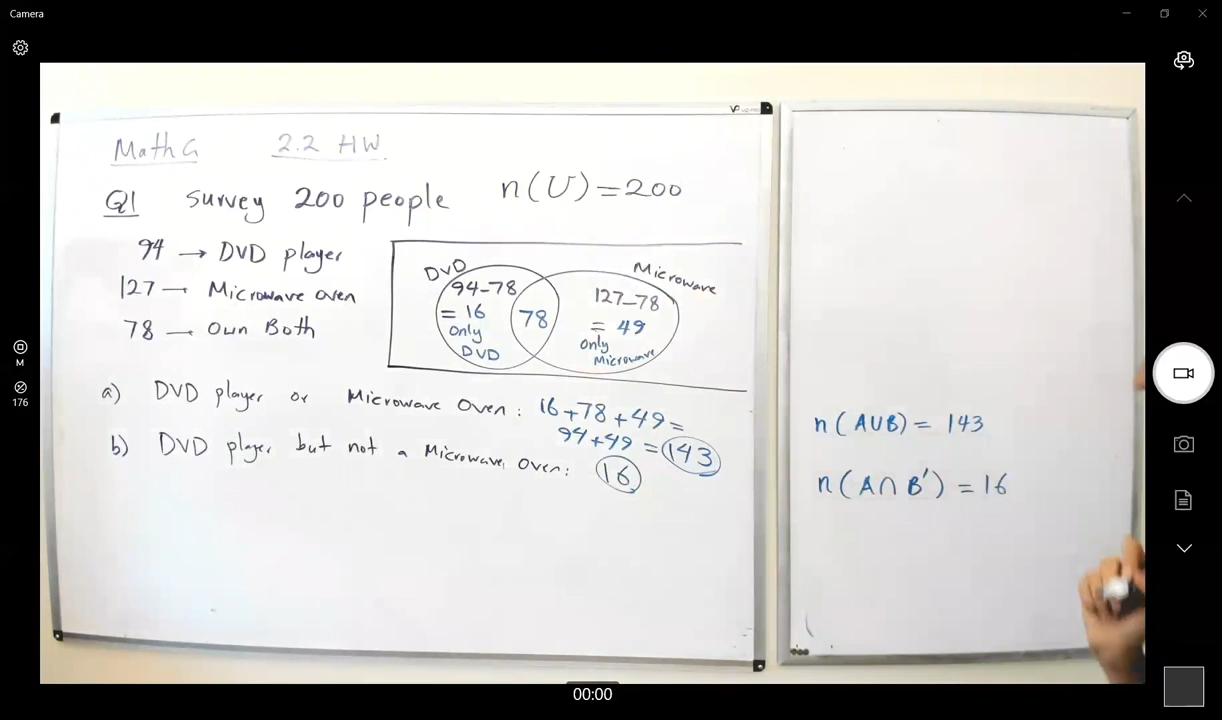 Camera
Math G 2.2 HW
Q1 Survey 200 people n(U)=200
94 → DVD player
127 — Microwave Oven
78 — Own Both
DVD
Microwave
94-78
= 16
only
DVD
78
127-78
= 49
only
Microwave
a) DVD player or Microwave Oven: 16+78+49=
94+49 = 143
b) DVD player but not a Microwave Oven: 16
n(A∪B) = 143
n(A∩B') = 16
M
176
00:00